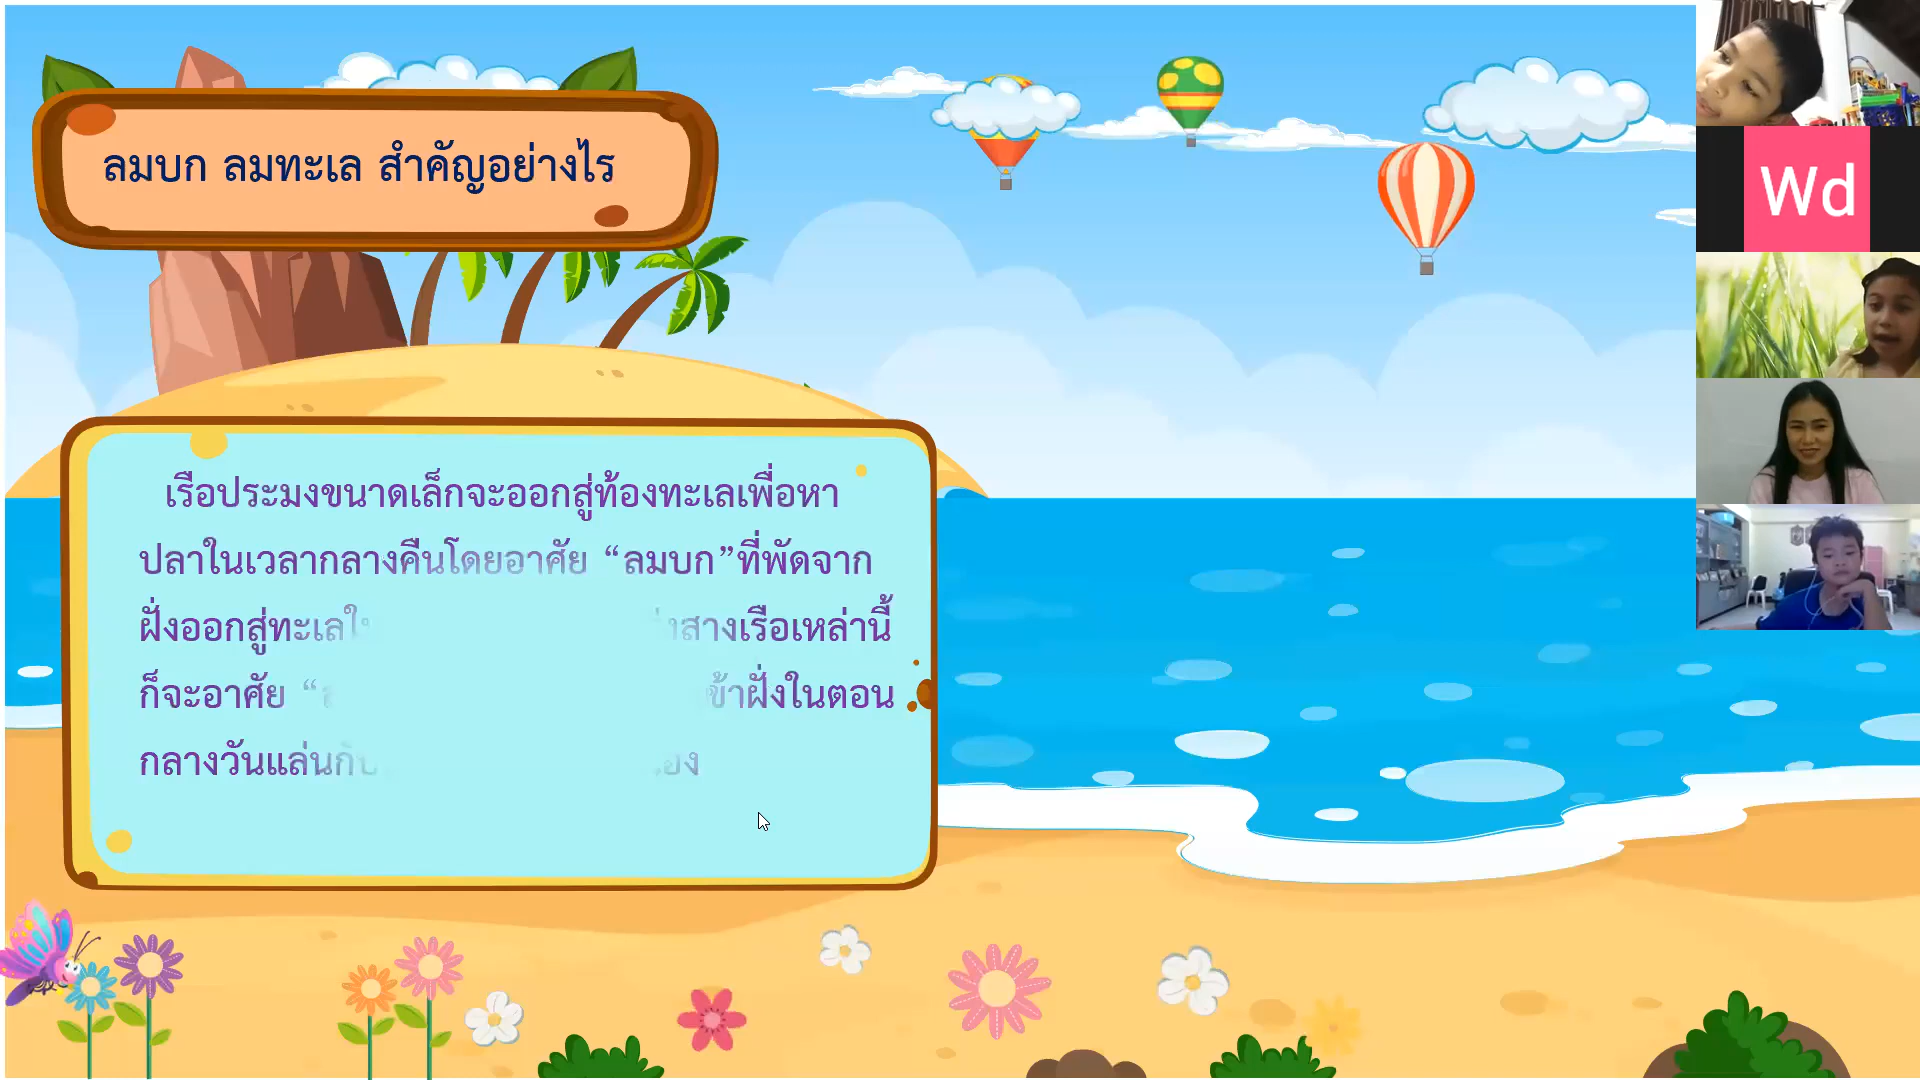 ลมบก ลมทะเล สำคัญอย่างไร
เรือประมงขนาดเล็กจะออกสู่ท้องทะเลเพื่อหา
ปลาในเวลากลางคืนโดยอาศัย “ลมบก”ที่พัดจาก
ฝั่งออกสู่ทะเล สางเรือเหล่านี้
ก็จะอาศัย “ ข้าฝั่งในตอน
กลางวันแล่นกลับ
Wd